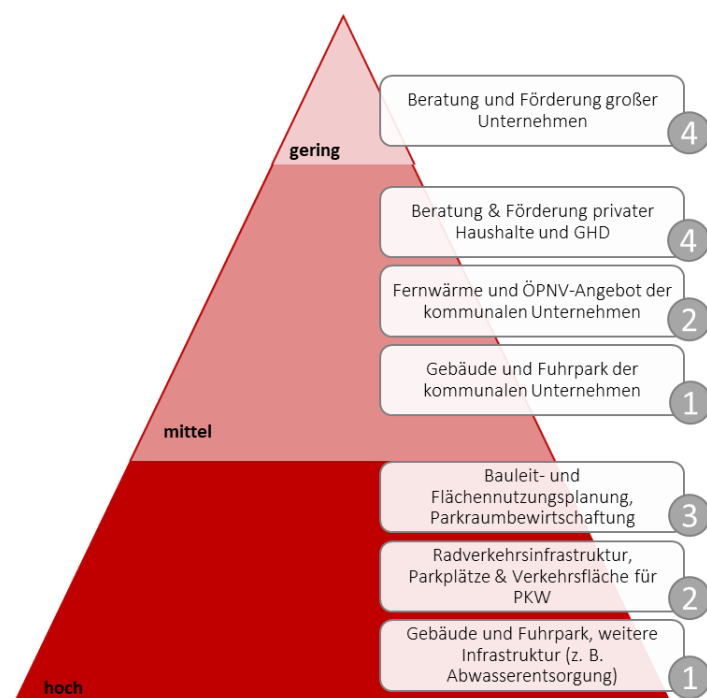 Beratung und Förderung großer
Unternehmen
4
gering
Beratung & Förderung privater
Haushalte und GHD
4
Fernwärme und ÖPNV-Angebot der
kommunalen Unternehmen
2
Gebäude und Fuhrpark der
kommunalen Unternehmen
1
mittel
Bauleit- und
Flächennutzungsplanung,
Parkraumbewirtschaftung
3
Radverkehrsinfrastruktur,
Parkplätze & Verkehrsfläche für
PKW
2
Gebäude und Fuhrpark, weitere
Infrastruktur (z. B.
Abwasserentsorgung)
1
hoch